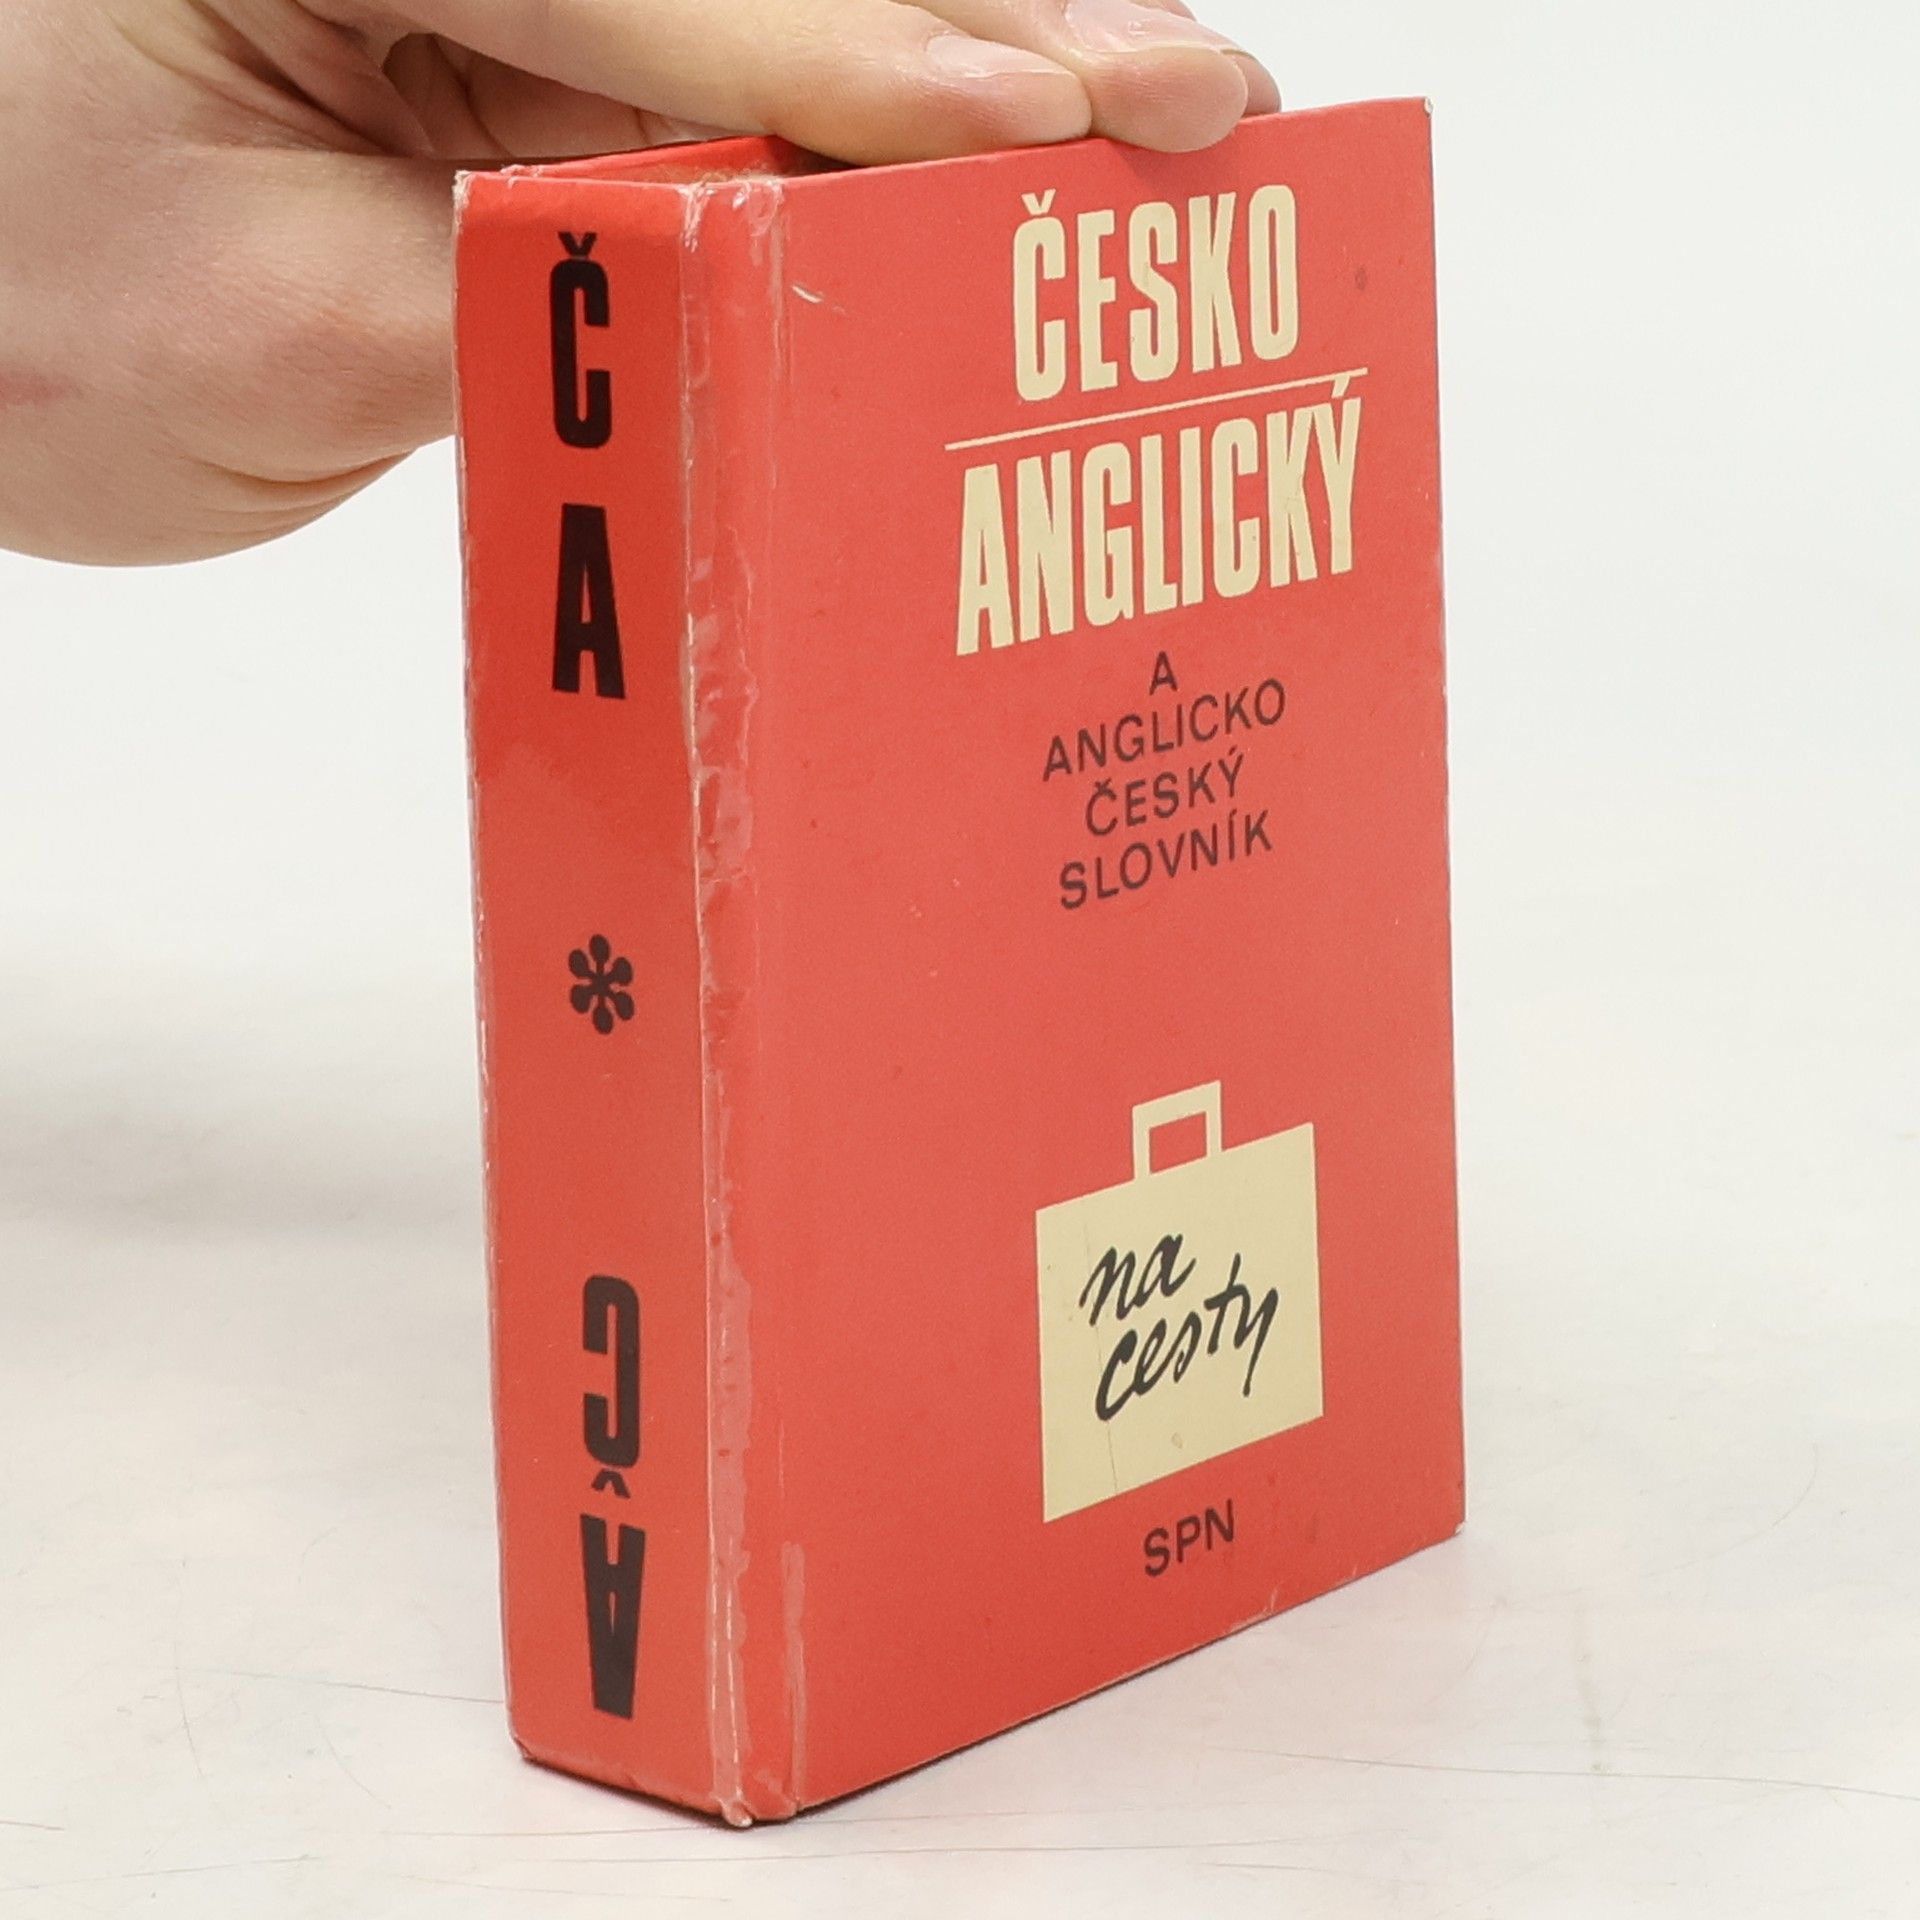 Č A * Č A
ČESKO
ANGLICKÝ
A
ANGLICKO
ČESKÝ
SLOVNÍK
na
cesty
SPN